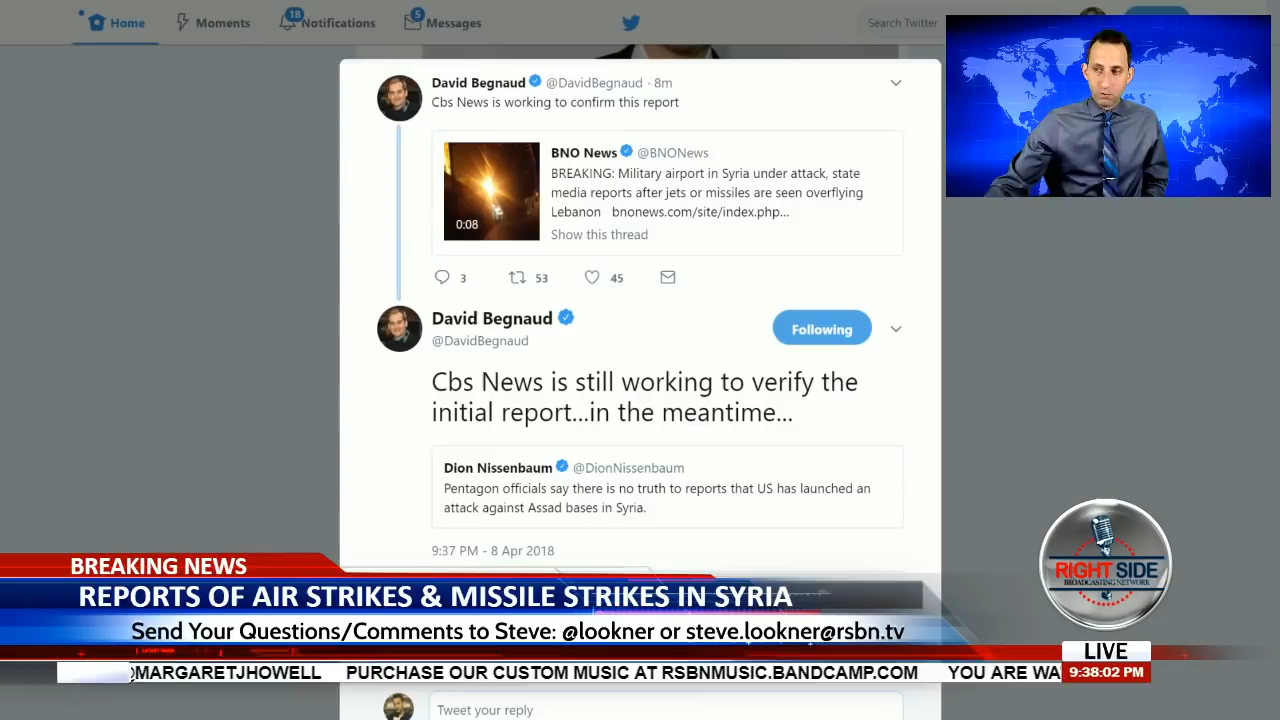 Home
Moments
18
Notifications
5
Messages
Search Twitter
David Begnaud @DavidBegnaud · 8m
Cbs News is working to confirm this report
BNO News @BNONews
BREAKING: Military airport in Syria under attack, state
media reports after jets or missiles are seen overflying
Lebanon bnonews.com/site/index.php...
Show this thread
0:08
3 53 45
David Begnaud
@DavidBegnaud
Following
Cbs News is still working to verify the
initial report...in the meantime...
Dion Nissenbaum @DionNissenbaum
Pentagon officials say there is no truth to reports that US has launched an
attack against Assad bases in Syria.
9:37 PM - 8 Apr 2018
BREAKING NEWS
REPORTS OF AIR STRIKES & MISSILE STRIKES IN SYRIA
Send Your Questions/Comments to Steve: @lookner or steve.lookner@rsbn.tv
RIGHT SIDE
BROADCASTING NETWORK
LATEST NEWS
LIVE
9:38:02 PM
@MARGARETJHOWELL PURCHASE OUR CUSTOM MUSIC AT RSBNMUSIC.BANDCAMP.COM YOU ARE WA
Tweet your reply